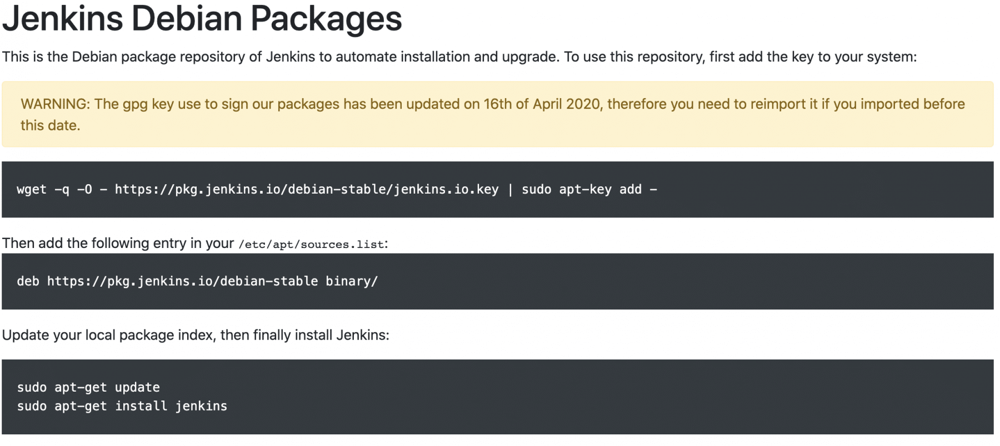 Jenkins Debian Packages
This is the Debian package repository of Jenkins to automate installation and upgrade. To use this repository, first add the key to your system:
WARNING: The gpg key use to sign our packages has been updated on 16th of April 2020, therefore you need to reimport it if you imported before
this date.
wget -q -O - https://pkg.jenkins.io/debian-stable/jenkins.io.key | sudo apt-key add -
Then add the following entry in your /etc/apt/sources.list:
deb https://pkg.jenkins.io/debian-stable binary/
Update your local package index, then finally install Jenkins:
sudo apt-get update
sudo apt-get install jenkins